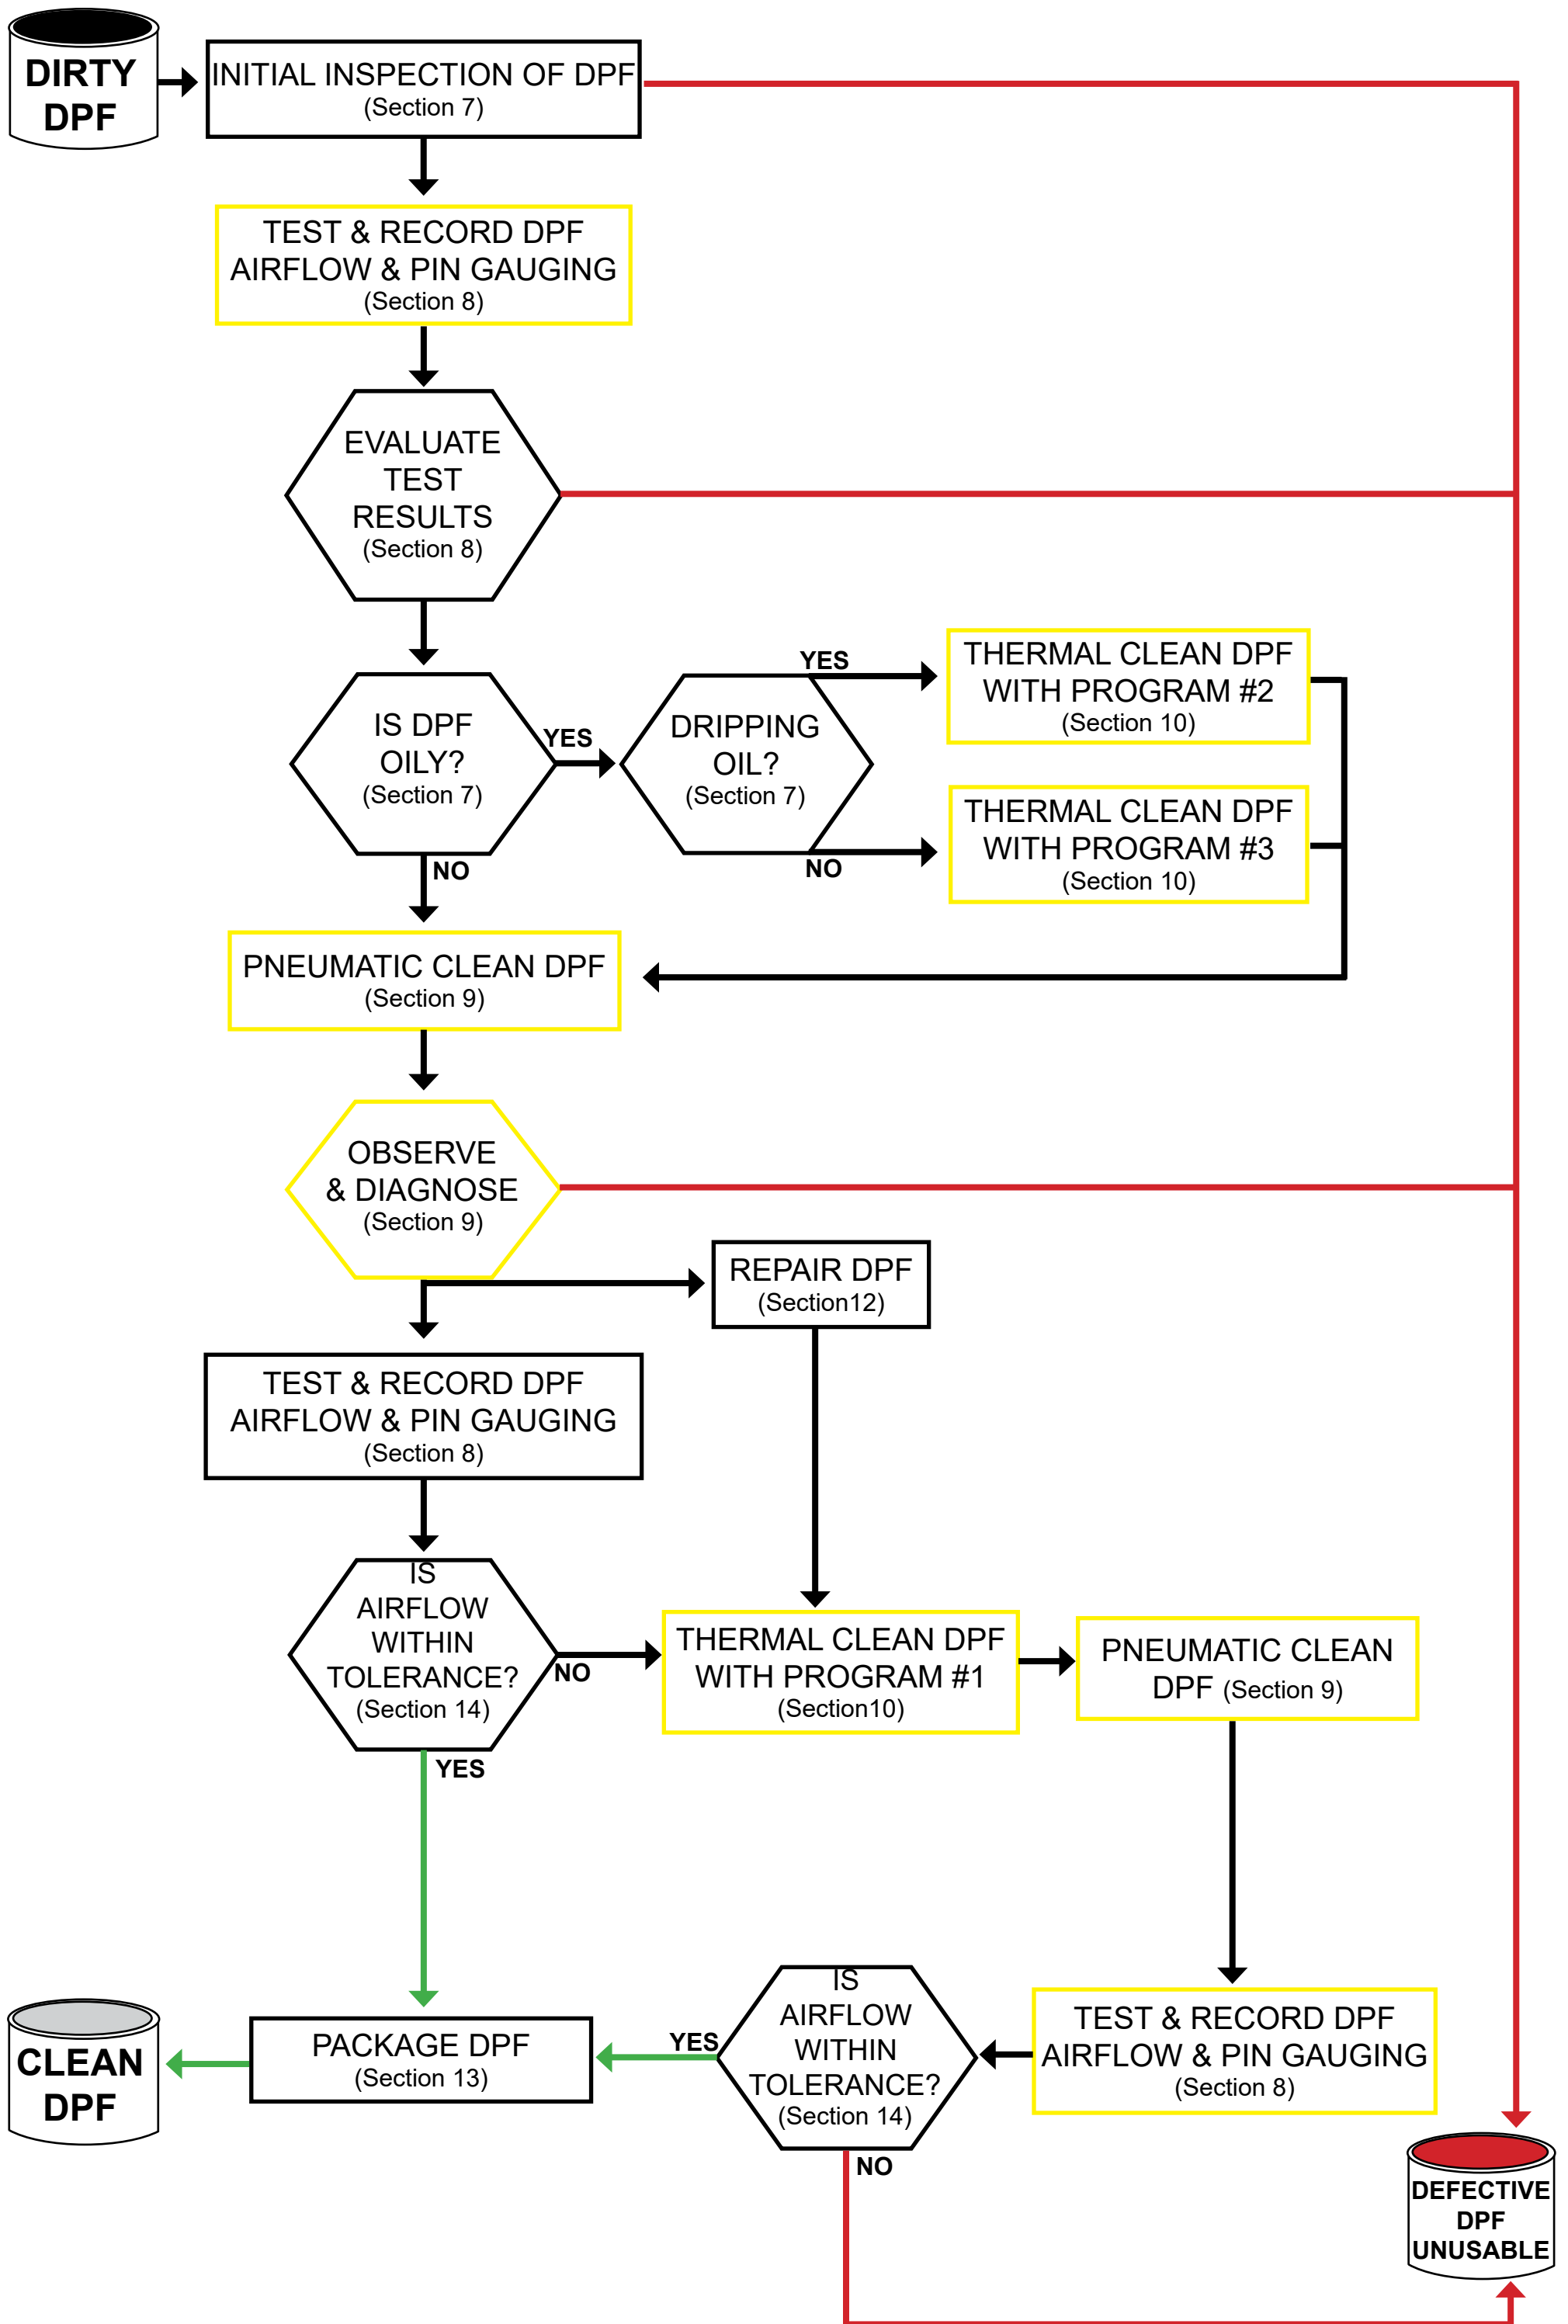 DIRTY
DPF
INITIAL INSPECTION OF DPF
(Section 7)
TEST & RECORD DPF
AIRFLOW & PIN GAUGING
(Section 8)
EVALUATE
TEST
RESULTS
(Section 8)
IS DPF
OILY?
(Section 7)
YES
NO
DRIPPING
OIL?
(Section 7)
YES
NO
THERMAL CLEAN DPF
WITH PROGRAM #2
(Section 10)
THERMAL CLEAN DPF
WITH PROGRAM #3
(Section 10)
PNEUMATIC CLEAN DPF
(Section 9)
OBSERVE
& DIAGNOSE
(Section 9)
REPAIR DPF
(Section12)
TEST & RECORD DPF
AIRFLOW & PIN GAUGING
(Section 8)
IS
AIRFLOW
WITHIN
TOLERANCE?
(Section 14)
NO
YES
THERMAL CLEAN DPF
WITH PROGRAM #1
(Section10)
PNEUMATIC CLEAN
DPF (Section 9)
TEST & RECORD DPF
AIRFLOW & PIN GAUGING
(Section 8)
IS
AIRFLOW
WITHIN
TOLERANCE?
(Section 14)
YES
NO
PACKAGE DPF
(Section 13)
CLEAN
DPF
DEFECTIVE
DPF
UNUSABLE